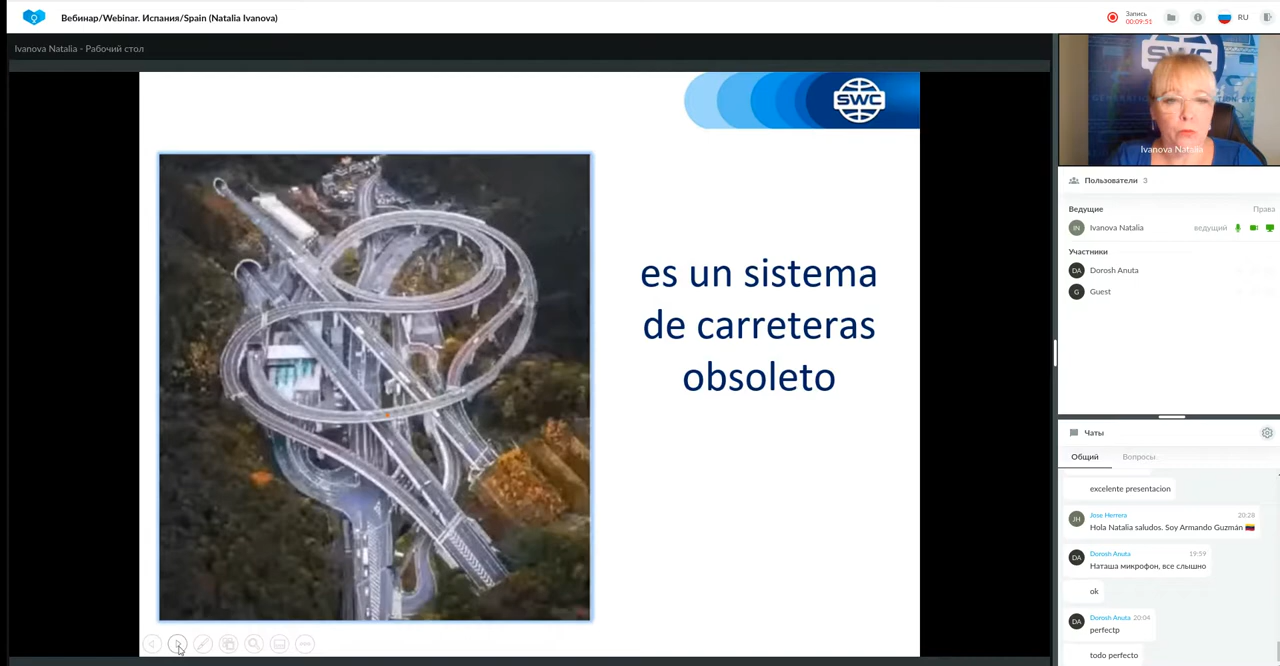 Вебинар/Webinar. Испания/Spain (Natalia Ivanova)
Запись
00:09:51
RU
Ivanova Natalia - Рабочий стол
SWC
es un sistema
de carreteras
obsoleto
SWC
Ivanova Natalia
Пользователи 3
Ведущие Права
IN Ivanova Natalia ведущий
Участники
DA Dorosh Anuta
G Guest
Чаты
Общий Вопросы
excelente presentacion
JH Jose Herrera 20:28
Hola Natalia saludos. Soy Armando Guzmán 🇻🇪
DA Dorosh Anuta 19:59
Наташа микрофон, все слышно
ok
DA Dorosh Anuta 20:04
perfectp
todo perfecto